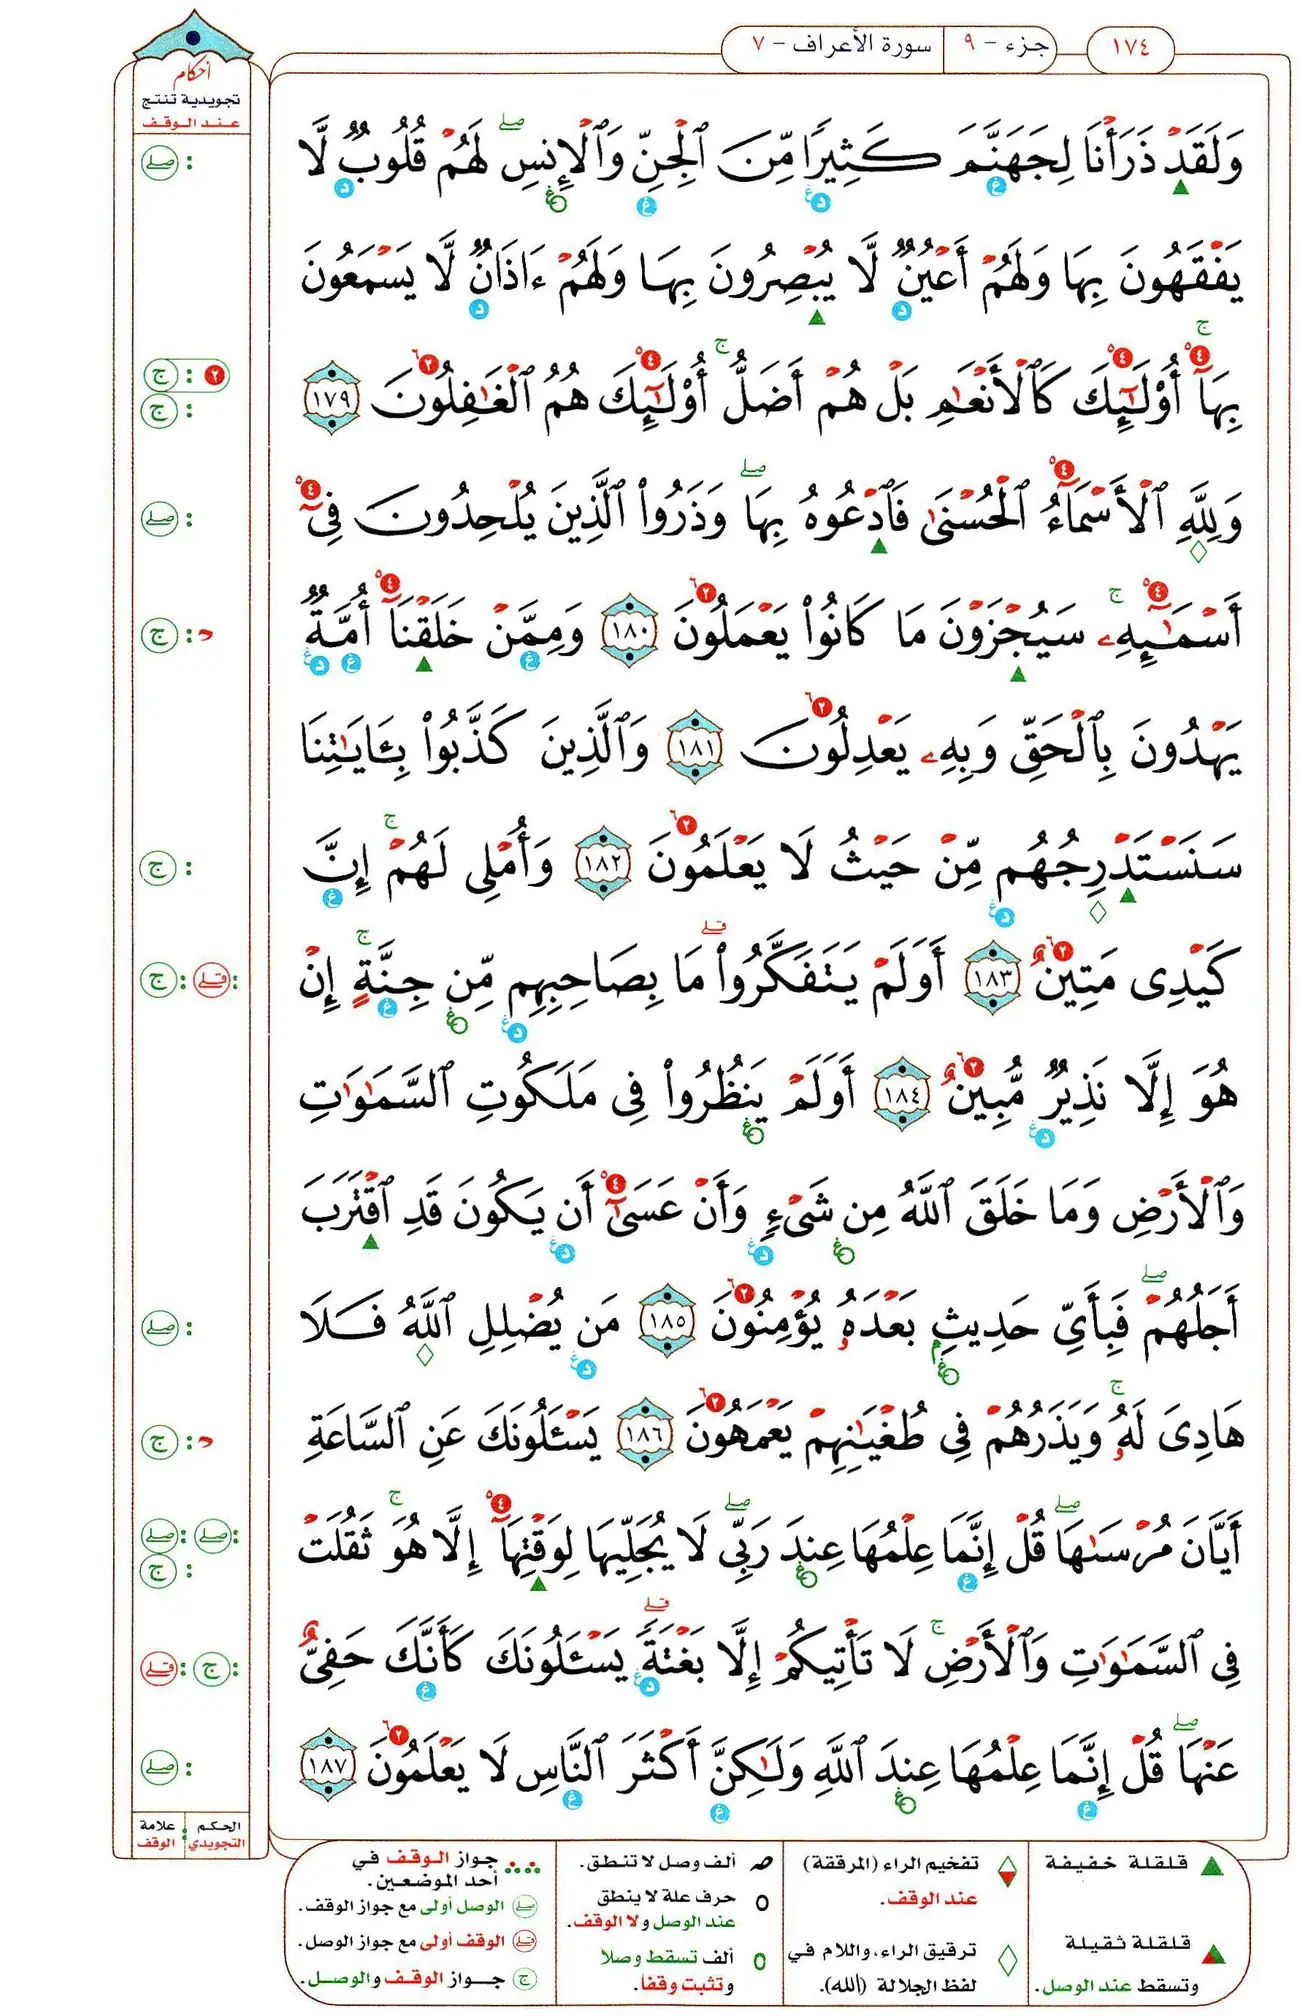 ١٧٤
جزء - ٩
سورة الأعراف - ٧
أحكام
تجويدية تنتج
عند الوقف
وَلَقَدْ ذَرَأْنَا لِجَهَنَّمَ كَثِيرًا مِّنَ ٱلْجِنِّ وَٱلْإِنسِ ۖ لَهُمْ قُلُوبٌ لَّا
يَفْقَهُونَ بِهَا وَلَهُمْ أَعْيُنٌ لَّا يُبْصِرُونَ بِهَا وَلَهُمْ ءَاذَانٌ لَّا يَسْمَعُونَ
بِهَآ ۚ أُو۟لَٰٓئِكَ كَٱلْأَنْعَٰمِ بَلْ هُمْ أَضَلُّ ۚ أُو۟لَٰٓئِكَ هُمُ ٱلْغَٰفِلُونَ ١٧٩
وَلِلَّهِ ٱلْأَسْمَآءُ ٱلْحُسْنَىٰ فَٱدْعُوهُ بِهَا ۖ وَذَرُوا۟ ٱلَّذِينَ يُلْحِدُونَ فِىٓ
أَسْمَٰٓئِهِۦ ۚ سَيُجْزَوْنَ مَا كَانُوا۟ يَعْمَلُونَ ١٨٠ وَمِمَّنْ خَلَقْنَآ أُمَّةٌ
يَهْدُونَ بِٱلْحَقِّ وَبِهِۦ يَعْدِلُونَ ١٨١ وَٱلَّذِينَ كَذَّبُوا۟ بِـَٔايَٰتِنَا
سَنَسْتَدْرِجُهُم مِّنْ حَيْثُ لَا يَعْلَمُونَ ١٨٢ وَأُمْلِى لَهُمْ ۚ إِنَّ
كَيْدِى مَتِينٌ ١٨٣ أَوَلَمْ يَتَفَكَّرُوا۟ ۗ مَا بِصَاحِبِهِم مِّن جِنَّةٍ ۚ إِنْ
هُوَ إِلَّا نَذِيرٌ مُّبِينٌ ١٨٤ أَوَلَمْ يَنظُرُوا۟ فِى مَلَكُوتِ ٱلسَّمَٰوَٰتِ
وَٱلْأَرْضِ وَمَا خَلَقَ ٱللَّهُ مِن شَىْءٍ وَأَنْ عَسَىٰٓ أَن يَكُونَ قَدِ ٱقْتَرَبَ
أَجَلُهُمْ ۖ فَبِأَىِّ حَدِيثٍ بَعْدَهُۥ يُؤْمِنُونَ ١٨٥ مَن يُضْلِلِ ٱللَّهُ فَلَا
هَادِىَ لَهُۥ ۚ وَيَذَرُهُمْ فِى طُغْيَٰنِهِمْ يَعْمَهُونَ ١٨٦ يَسْـَٔلُونَكَ عَنِ ٱلسَّاعَةِ
أَيَّانَ مُرْسَىٰهَا ۖ قُلْ إِنَّمَا عِلْمُهَا عِندَ رَبِّى ۖ لَا يُجَلِّيهَا لِوَقْتِهَآ إِلَّا هُوَ ۚ ثَقُلَتْ
فِى ٱلسَّمَٰوَٰتِ وَٱلْأَرْضِ ۚ لَا تَأْتِيكُمْ إِلَّا بَغْتَةً ۗ يَسْـَٔلُونَكَ كَأَنَّكَ حَفِىٌّ
عَنْهَا ۖ قُلْ إِنَّمَا عِلْمُهَا عِندَ ٱللَّهِ وَلَٰكِنَّ أَكْثَرَ ٱلنَّاسِ لَا يَعْلَمُونَ ١٨٧
الحكم التجويدي
علامة الوقف
قلقلة خفيفة
قلقلة ثقيلة
وتسقط عند الوصل.
تفخيم الراء (المرققة)
عند الوقف.
ترقيق الراء، واللام في
لفظ الجلالة (الله).
ألف وصل لا تنطق.
حرف علة لا ينطق
عند الوصل ولا الوقف.
ألف تسقط وصلا
وتثبت وقفا.
جواز الوقف في
أحد الموضعين.
الوصل أولى مع جواز الوقف.
الوقف أولى مع جواز الوصل.
جواز الوقف والوصل.